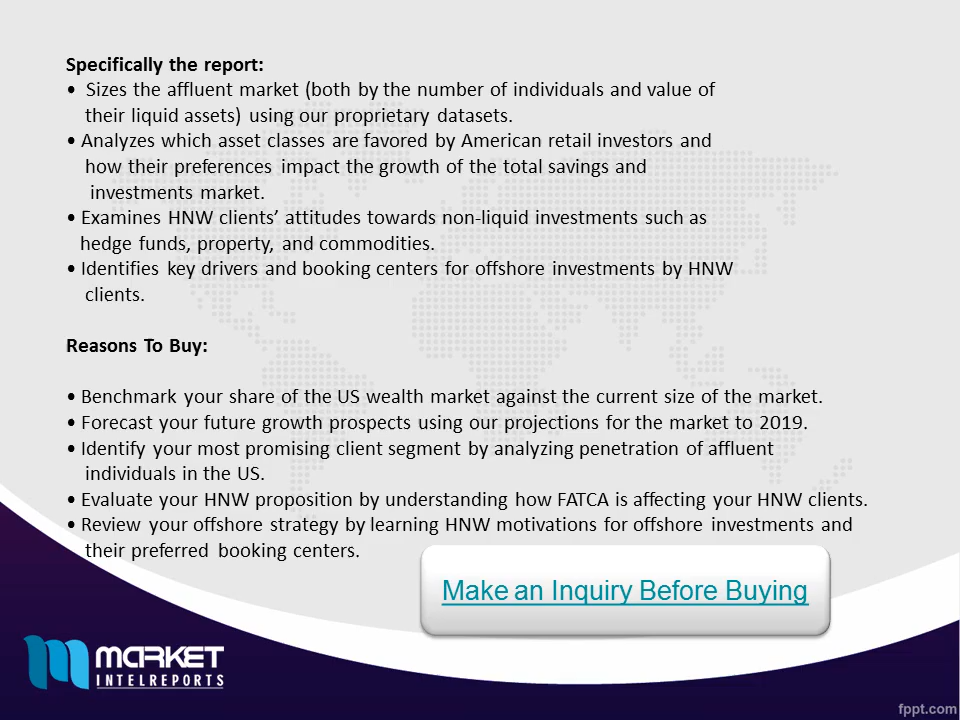 Specifically the report:
• Sizes the affluent market (both by the number of individuals and value of
their liquid assets) using our proprietary datasets.
• Analyzes which asset classes are favored by American retail investors and
how their preferences impact the growth of the total savings and
investments market.
• Examines HNW clients’ attitudes towards non-liquid investments such as
hedge funds, property, and commodities.
• Identifies key drivers and booking centers for offshore investments by HNW
clients.
Reasons To Buy:
• Benchmark your share of the US wealth market against the current size of the market.
• Forecast your future growth prospects using our projections for the market to 2019.
• Identify your most promising client segment by analyzing penetration of affluent
individuals in the US.
• Evaluate your HNW proposition by understanding how FATCA is affecting your HNW clients.
• Review your offshore strategy by learning HNW motivations for offshore investments and
their preferred booking centers.
Make an Inquiry Before Buying
MARKET
INTELREPORTS
fppt.com